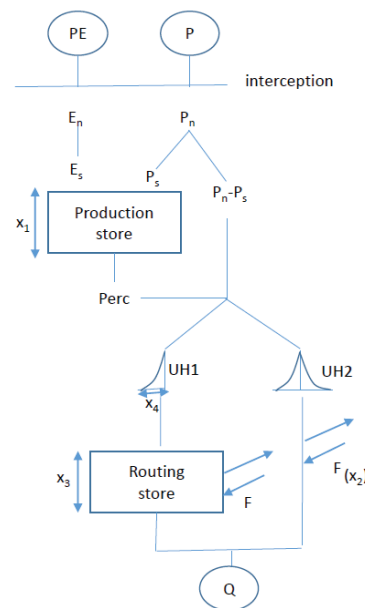 PE
P
interception
En
Pn
Es
Ps
Pn-Ps
x1
Production
store
Perc
UH1
UH2
x4
x3
Routing
store
F
F (x2)
Q